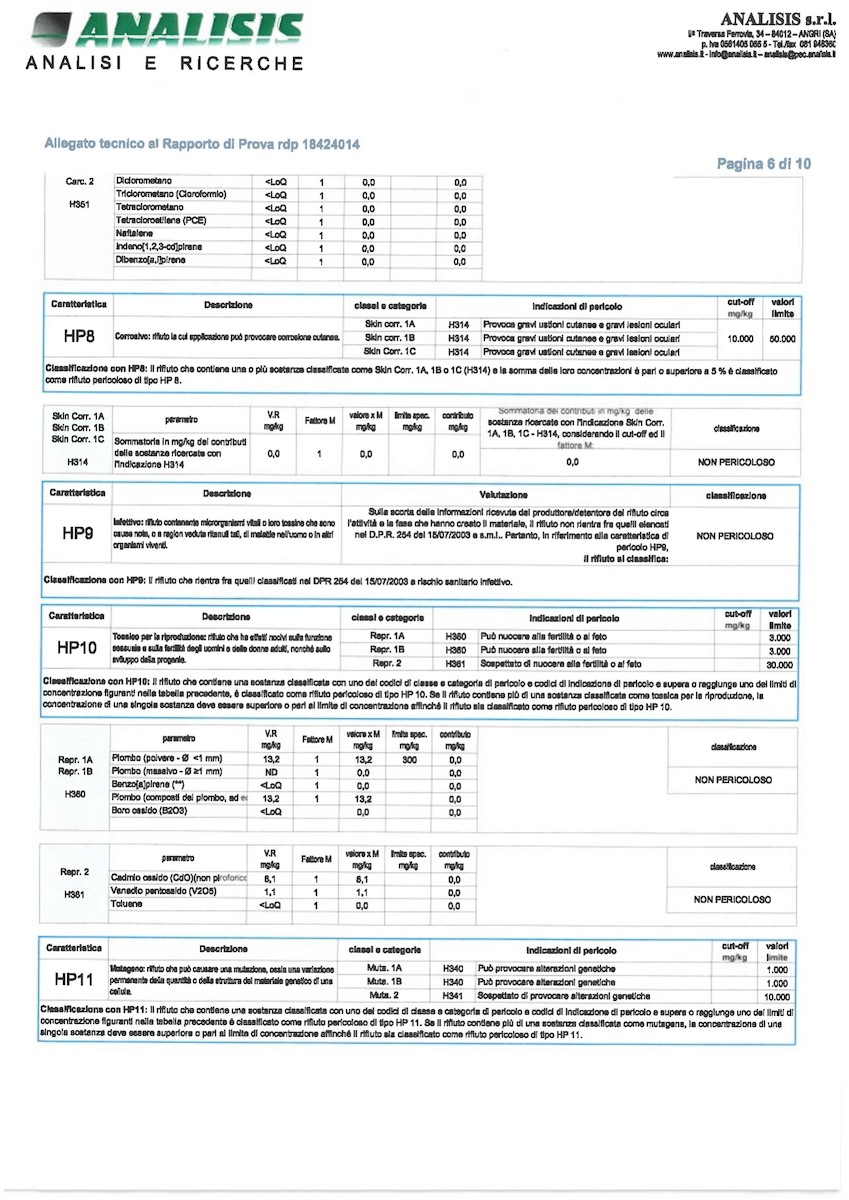 ANALISIS
ANALISI E RICERCHE
ANALISIS s.r.l.
IIª Traversa Ferrovia, 34 – 84012 – ANGRI (SA)
p. Iva 0561405 065 5 - Tel./fax 081 946350
www.analisis.it - info@analisis.it – analisis@pec.analisis.it
Allegato tecnico al Rapporto di Prova rdp 18424014
Pagina 6 di 10
Carc. 2
H351
Diclorometano <LoQ 1 0,0 0,0
Triclorometano (Cloroformio) <LoQ 1 0,0 0,0
Tetraclorometano <LoQ 1 0,0 0,0
Tetracloroetilene (PCE) <LoQ 1 0,0 0,0
Naftalene <LoQ 1 0,0 0,0
Indeno[1,2,3-cd]pirene <LoQ 1 0,0 0,0
Dibenzo[a,l]pirene <LoQ 1 0,0 0,0
Caratteristica Descrizione classi e categorie Indicazioni di pericolo cut-off mg/kg valori limite
HP8 Corrosivo: rifiuto la cui applicazione può provocare corrosione cutanea. 10.000 50.000
Skin corr. 1A H314 Provoca gravi ustioni cutanee e gravi lesioni oculari
Skin corr. 1B H314 Provoca gravi ustioni cutanee e gravi lesioni oculari
Skin corr. 1C H314 Provoca gravi ustioni cutanee e gravi lesioni oculari
Classificazione con HP8: Il rifiuto che contiene una o più sostanze classificate come Skin Corr. 1A, 1B o 1C (H314) e la somma delle loro concentrazioni è pari o superiore a 5 % è classificato
come rifiuto pericoloso di tipo HP 8.
Skin Corr. 1A
Skin Corr. 1B
Skin Corr. 1C
H314
parametro V.R mg/kg Fattore M valore x M mg/kg limite spec. mg/kg contributo mg/kg
Sommatoria dei contributi in mg/kg delle
sostanze ricercate con l'indicazione Skin Corr.
1A, 1B, 1C - H314, considerando il cut-off ed il
fattore M:
classificazione
Sommatoria in mg/kg dei contributi
delle sostanze ricercate con
l'indicazione H314
0,0 1 0,0 0,0 0,0 NON PERICOLOSO
Caratteristica Descrizione Valutazione classificazione
HP9
Infettivo: rifiuto contenente microrganismi vitali o loro tossine che sono
cause note, o a ragion veduta ritenuti tali, di malattie nell'uomo o in altri
organismi viventi.
Sulla scorta delle informazioni ricevute dal produttore/detentore del rifiuto circa
l'attività e la fase che hanno creato il materiale, il rifiuto non rientra fra quelli elencati
nel D.P.R. 254 del 15/07/2003 e s.m.i.. Pertanto, in riferimento alla caratteristica di
pericolo HP9,
il rifiuto si classifica:
NON PERICOLOSO
Classificazione con HP9: Il rifiuto che rientra fra quelli classificati nel DPR 254 del 15/07/2003 a rischio sanitario infettivo.
Caratteristica Descrizione classi e categorie Indicazioni di pericolo cut-off mg/kg valori limite
HP10
Tossico per la riproduzione: rifiuto che ha effetti nocivi sulla funzione
sessuale e sulla fertilità degli uomini e delle donne adulti, nonché sullo
sviluppo della progenie.
Repr. 1A H360 Può nuocere alla fertilità o al feto 3.000
Repr. 1B H360 Può nuocere alla fertilità o al feto 3.000
Repr. 2 H361 Sospettato di nuocere alla fertilità o al feto 30.000
Classificazione con HP10: Il rifiuto che contiene una sostanza classificata con uno dei codici di classe e categoria di pericolo e codici di indicazione di pericolo e supera o raggiunge uno dei limiti di
concentrazione figuranti nella tabella precedente, è classificato come rifiuto pericoloso di tipo HP 10. Se il rifiuto contiene più di una sostanza classificata come tossica per la riproduzione, la
concentrazione di una singola sostanza deve essere superiore o pari al limite di concentrazione affinché il rifiuto sia classificato come rifiuto pericoloso di tipo HP 10.
Repr. 1A
Repr. 1B
H360
parametro V.R mg/kg Fattore M valore x M mg/kg limite spec. mg/kg contributo mg/kg classificazione
Piombo (polvere - Ø <1 mm) 13,2 1 13,2 300 0,0
Piombo (massivo - Ø ≥1 mm) ND 1 0,0 0,0
Benzo[a]pirene (**) <LoQ 1 0,0 0,0
Piombo (composti del piombo, ad e 13,2 1 13,2 0,0
Boro ossido (B2O3) <LoQ 0,0 0,0
NON PERICOLOSO
Repr. 2
H361
parametro V.R mg/kg Fattore M valore x M mg/kg limite spec. mg/kg contributo mg/kg classificazione
Cadmio ossido (CdO)(non piroforico 6,1 1 6,1 0,0
Vanadio pentossido (V2O5) 1,1 1 1,1 0,0
Toluene <LoQ 1 0,0 0,0
NON PERICOLOSO
Caratteristica Descrizione classi e categorie Indicazioni di pericolo cut-off mg/kg valori limite
HP11
Mutageno: rifiuto che può causare una mutazione, ossia una variazione
permanente della quantità o della struttura del materiale genetico di una
cellula.
Muta. 1A H340 Può provocare alterazioni genetiche 1.000
Muta. 1B H340 Può provocare alterazioni genetiche 1.000
Muta. 2 H341 Sospettato di provocare alterazioni genetiche 10.000
Classificazione con HP11: Il rifiuto che contiene una sostanza classificata con uno dei codici di classe e categoria di pericolo e codici di indicazione di pericolo e supera o raggiunge uno dei limiti di
concentrazione figuranti nella tabella precedente è classificato come rifiuto pericoloso di tipo HP 11. Se il rifiuto contiene più di una sostanza classificata come mutagena, la concentrazione di una
singola sostanza deve essere superiore o pari al limite di concentrazione affinché il rifiuto sia classificato come rifiuto pericoloso di tipo HP 11.